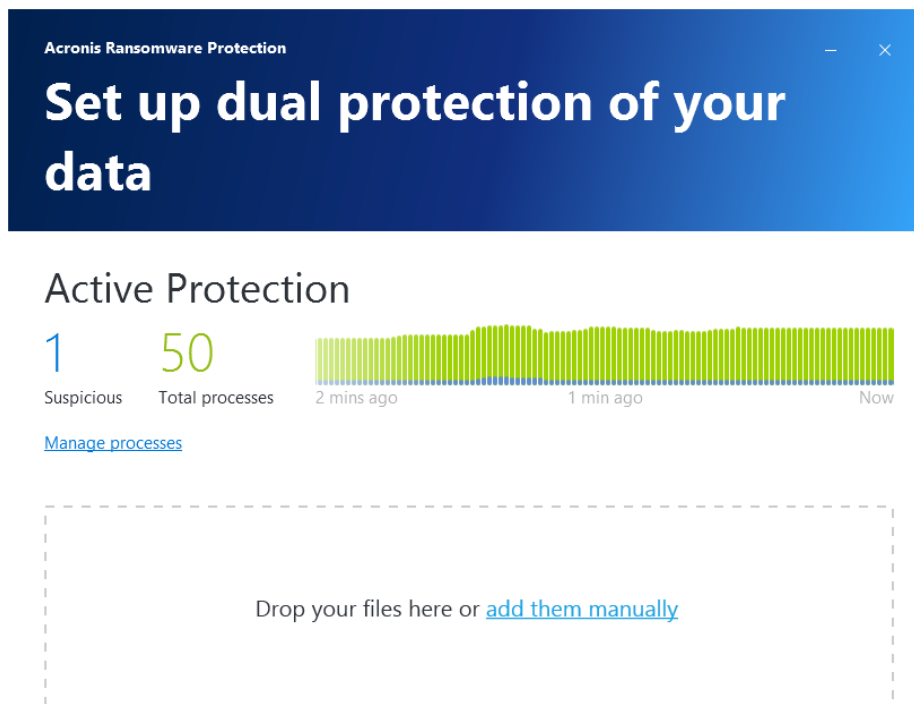 Acronis Ransomware Protection
Set up dual protection of your
data
Active Protection
1
50
Suspicious
Total processes
2 mins ago
1 min ago
Now
Manage processes
Drop your files here or add them manually